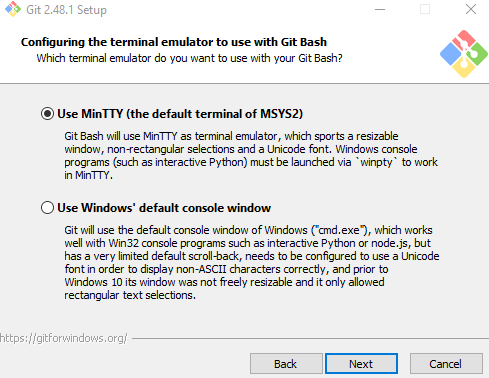 Git 2.48.1 Setup
Configuring the terminal emulator to use with Git Bash
Which terminal emulator do you want to use with your Git Bash?
Use MinTTY (the default terminal of MSYS2)
Git Bash will use MinTTY as terminal emulator, which sports a resizable
window, non-rectangular selections and a Unicode font. Windows console
programs (such as interactive Python) must be launched via `winpty` to work
in MinTTY.
Use Windows' default console window
Git will use the default console window of Windows ("cmd.exe"), which works
well with Win32 console programs such as interactive Python or node.js, but
has a very limited default scroll-back, needs to be configured to use a Unicode
font in order to display non-ASCII characters correctly, and prior to
Windows 10 its window was not freely resizable and it only allowed
rectangular text selections.
https://gitforwindows.org/
Back Next Cancel